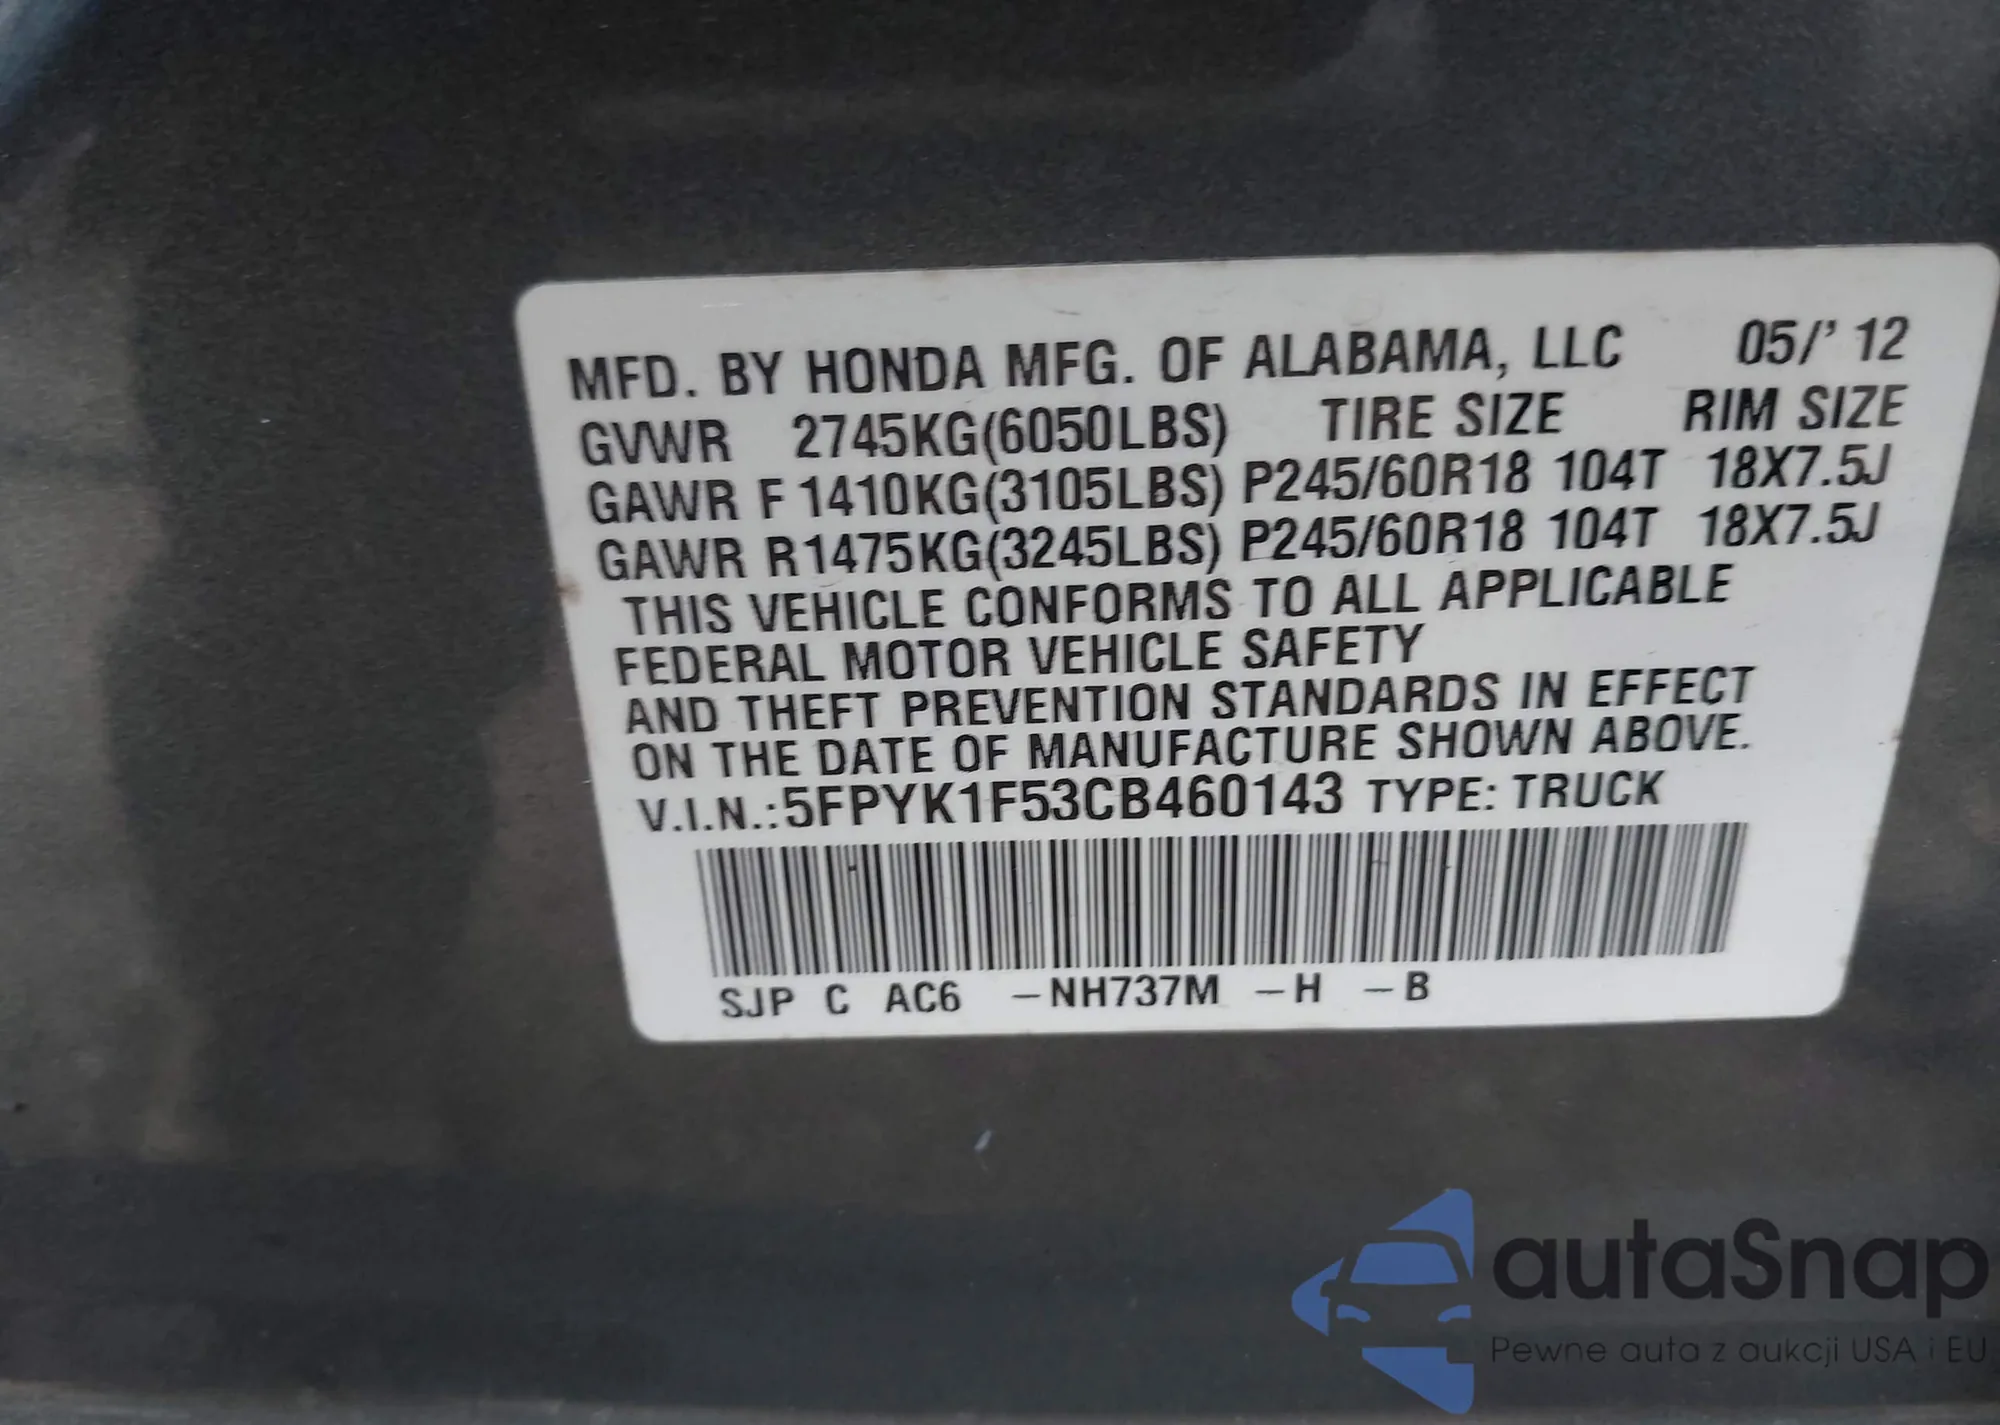 MFD. BY HONDA MFG. OF ALABAMA, LLC 05/' 12
GVWR 2745KG(6050LBS) TIRE SIZE RIM SIZE
GAWR F 1410KG(3105LBS) P245/60R18 104T 18X7.5J
GAWR R 1475KG(3245LBS) P245/60R18 104T 18X7.5J
THIS VEHICLE CONFORMS TO ALL APPLICABLE
FEDERAL MOTOR VEHICLE SAFETY
AND THEFT PREVENTION STANDARDS IN EFFECT
ON THE DATE OF MANUFACTURE SHOWN ABOVE.
V.I.N.:5FPYK1F53CB460143 TYPE: TRUCK
SJP C AC6 -NH737M -H -B
autaSnap
Pewne auta z aukcji USA i EU